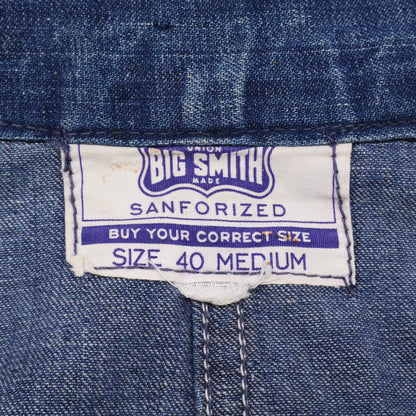 UNION
BIG SMITH
MADE
SANFORIZED
BUY YOUR CORRECT SIZE
SIZE 40 MEDIUM